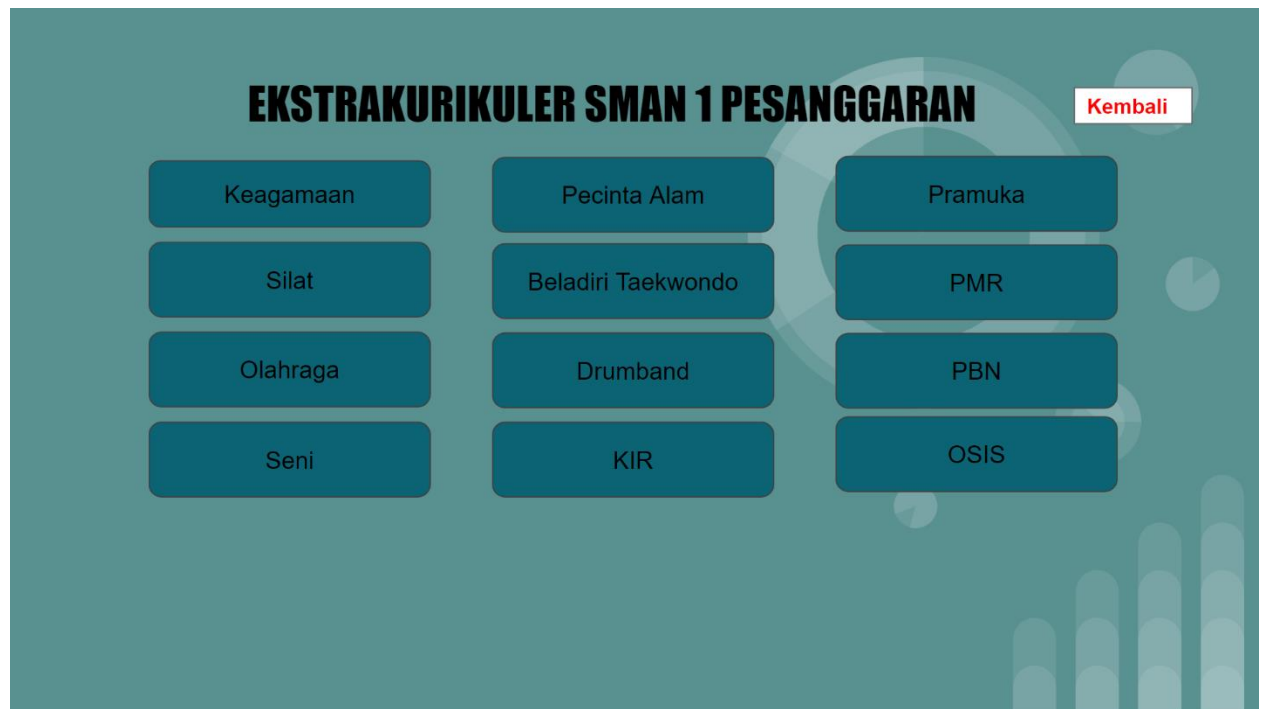 EKSTRAKURIKULER SMAN 1 PESANGGARAN
Kembali
Keagamaan
Pecinta Alam
Pramuka
Silat
Beladiri Taekwondo
PMR
Olahraga
Drumband
PBN
Seni
KIR
OSIS